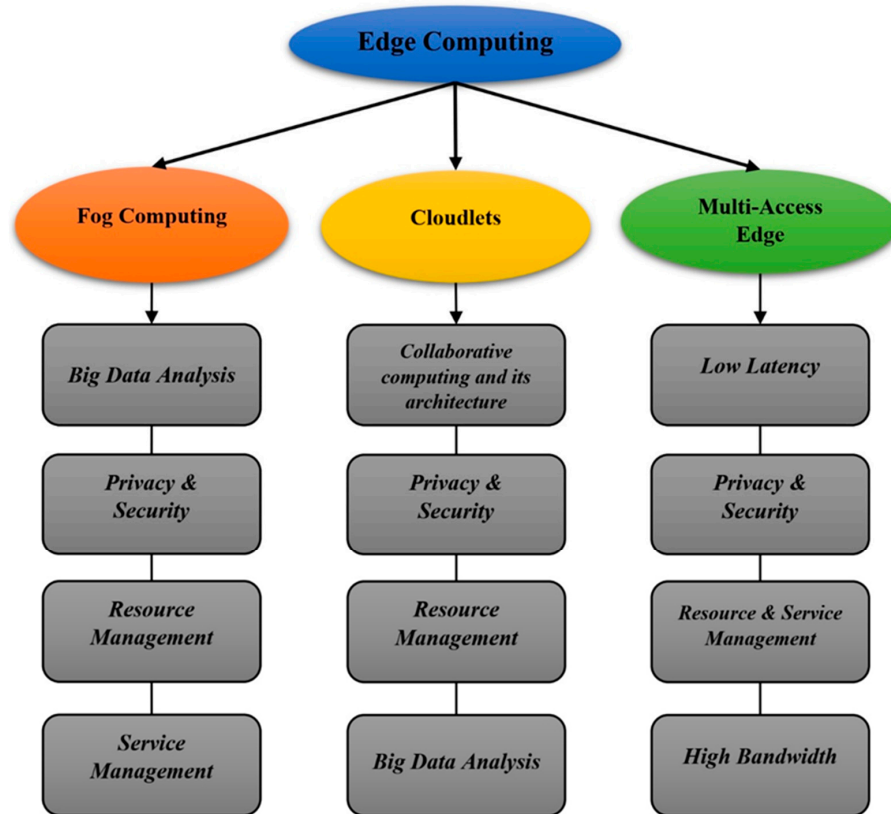 Edge Computing
Fog Computing
Cloudlets
Multi-Access
Edge
Big Data Analysis
Privacy &
Security
Resource
Management
Service
Management
Collaborative
computing and its
architecture
Privacy &
Security
Resource
Management
Big Data Analysis
Low Latency
Privacy &
Security
Resource & Service
Management
High Bandwidth